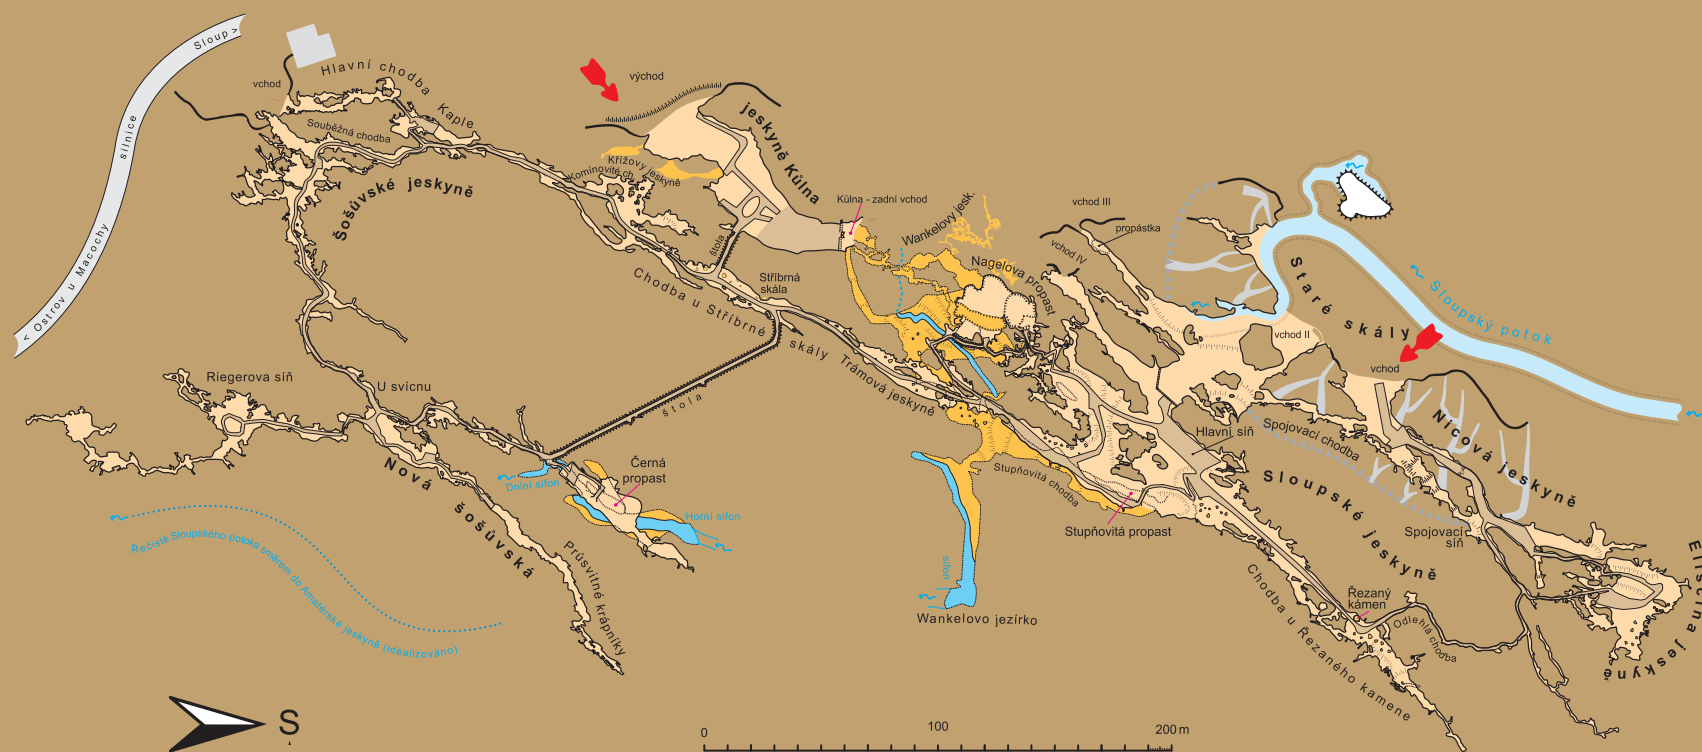 Sloup >
silnice
< Ostrov u Macochy
vchod
Hlavní chodba
Kaple
Souběžná chodba
Šošůvské jeskyně
východ
jeskyně Kůlna
Křížový jeskyně
Komínovité ch.
Kůlna - zadní vchod
štola
Chodba u Stříbrné skály
Stříbrná
skála
Wankelovy jesk.
Nagelova propast
vchod III
propástka
vchod IV
Staré skály
Sloupský potok
vchod II
vchod
Trámová jeskyně
štola
Riegerova síň
U svícnu
Nová
šošůvská
Dolní sifon
Černá
propast
Horní sifon
Průsvitné krápníky
Řečiště Sloupského potoka směrem do Amatérské jeskyně (idealizováno)
Stupňovitá chodba
sifon
Wankelovo jezírko
Stupňovitá propast
Hlavní síň
Spojovací chodba
Nicová jeskyně
Sloupské jeskyně
Spojovací
síň
Eliščina jeskyně
Chodba u Řezaného kamene
Řezaný
kámen
Odlehlá chodba
S
0
100
200 m